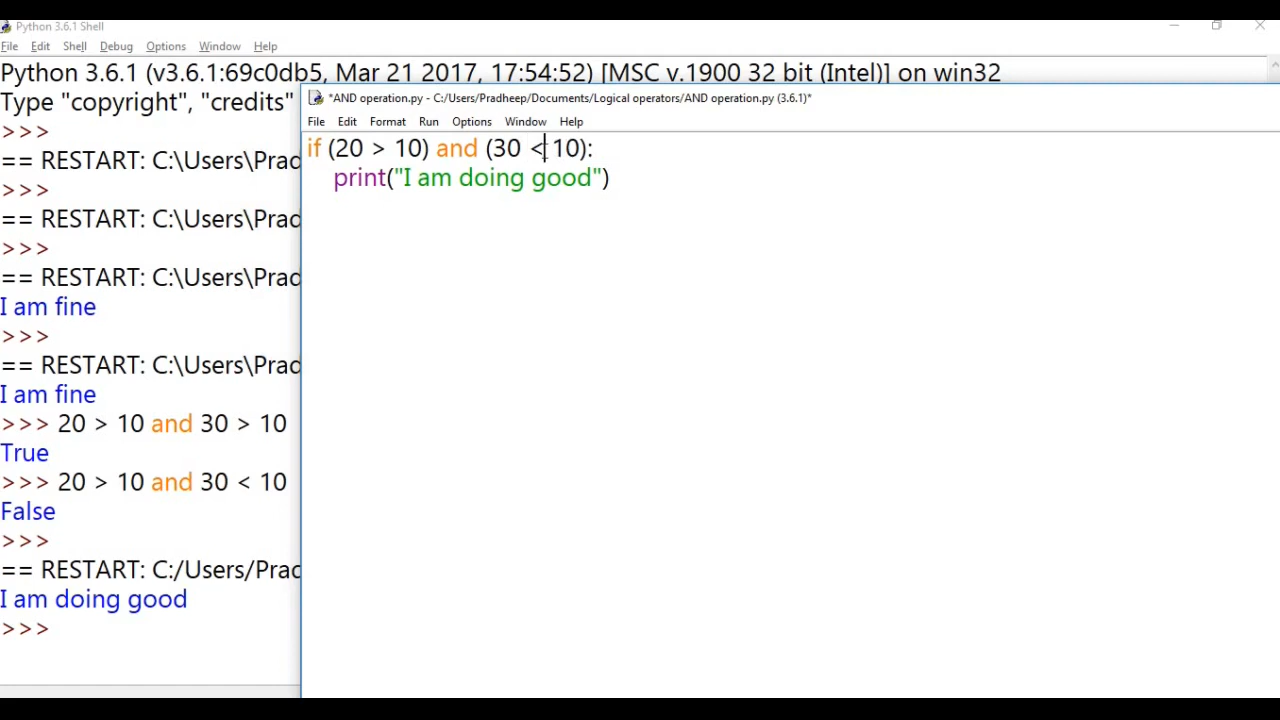 Python 3.6.1 Shell
File Edit Shell Debug Options Window Help
Python 3.6.1 (v3.6.1:69c0db5, Mar 21 2017, 17:54:52) [MSC v.1900 32 bit (Intel)] on win32
Type "copyright", "credits"
>>>
== RESTART: C:\Users\Prad
>>>
== RESTART: C:\Users\Prad
>>>
== RESTART: C:\Users\Prad
I am fine
>>>
== RESTART: C:\Users\Prad
I am fine
>>> 20 > 10 and 30 > 10
True
>>> 20 > 10 and 30 < 10
False
>>>
== RESTART: C:/Users/Prad
I am doing good
>>>
*AND operation.py - C:/Users/Pradheep/Documents/Logical operators/AND operation.py (3.6.1)*
File Edit Format Run Options Window Help
if (20 > 10) and (30 < 10):
    print("I am doing good")